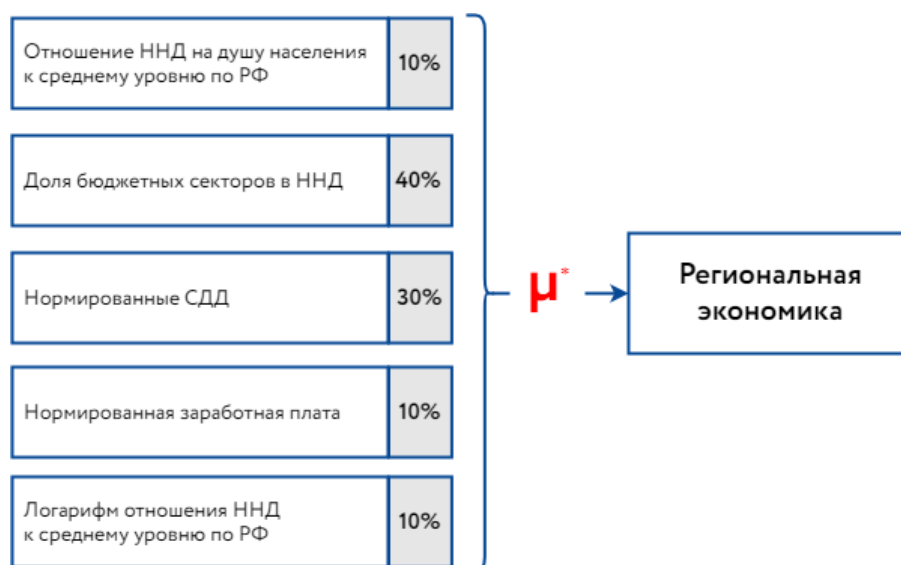 Отношение ННД на душу населения
к среднему уровню по РФ
10%
Доля бюджетных секторов в ННД
40%
Нормированные СДД
30%
Нормированная заработная плата
10%
Логарифм отношения ННД
к среднему уровню по РФ
10%
μ*
Региональная
экономика